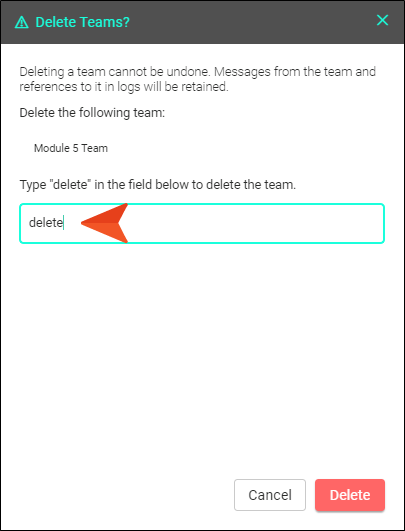 Delete Teams?
Deleting a team cannot be undone. Messages from the team and
references to it in logs will be retained.
Delete the following team:
Module 5 Team
Type "delete" in the field below to delete the team.
delete
Cancel
Delete